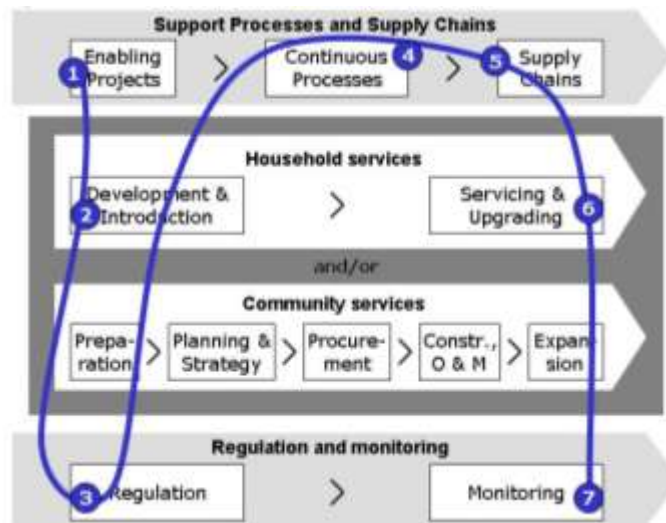 Support Processes and Supply Chains
1 Enabling Projects > Continuous Processes 4 > 5 Supply Chains
Household services
2 Development & Introduction > Servicing & Upgrading 6
and/or
Community services
Prepa-ration > Planning & Strategy > Procure-ment > Constr., O & M > Expan-sion
Regulation and monitoring
3 Regulation > Monitoring 7